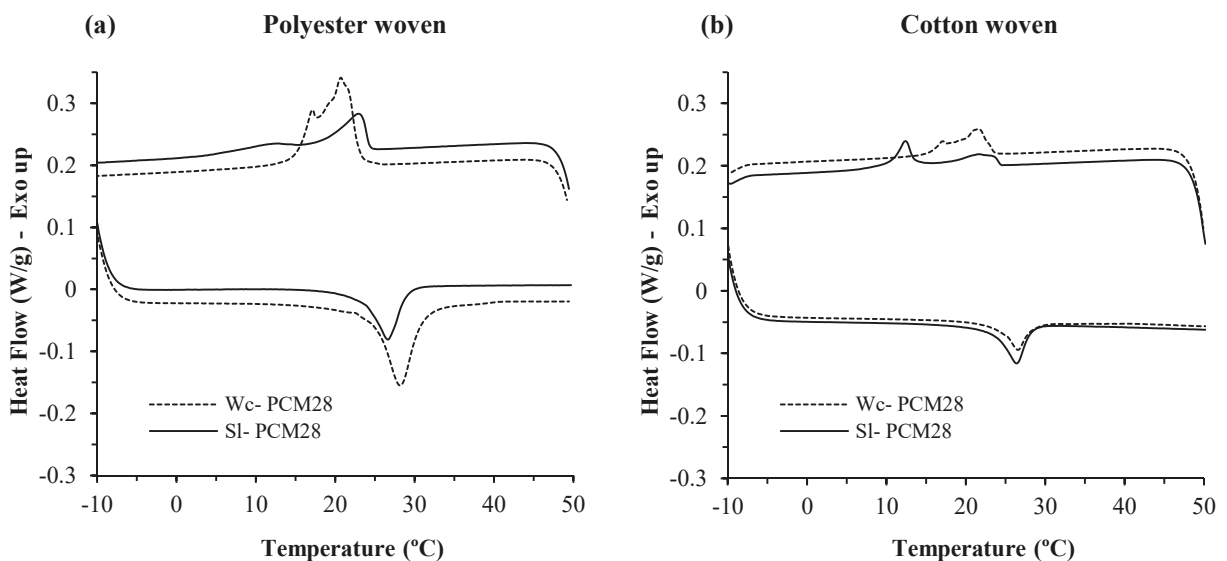 (a) Polyester woven
Heat Flow (W/g) - Exo up
0.3
0.2
0.1
0
-0.1
-0.2
-0.3
Wc- PCM28
Sl- PCM28
-10 0 10 20 30 40 50
Temperature (ºC)
(b) Cotton woven
Heat Flow (W/g) - Exo up
0.3
0.2
0.1
0
-0.1
-0.2
-0.3
Wc- PCM28
Sl- PCM28
-10 0 10 20 30 40 50
Temperature (ºC)